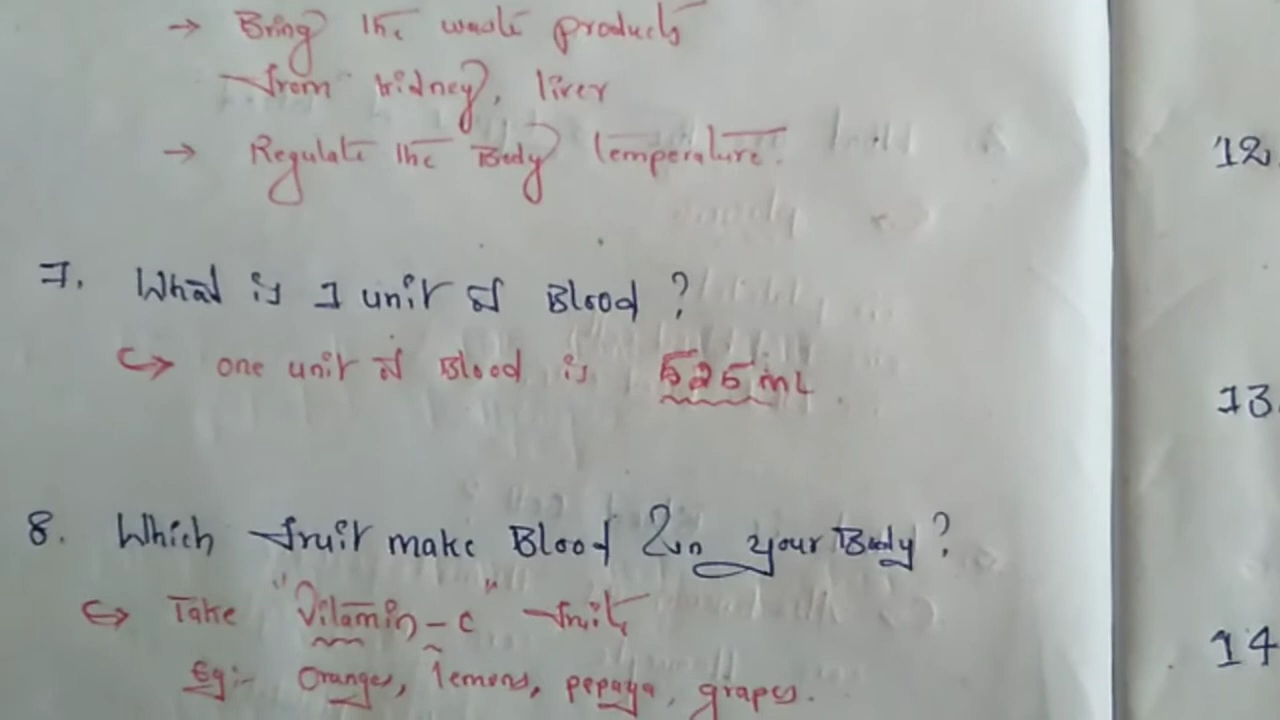 → Bring the waste products
from kidney, liver
→ Regulate the Body temperature.
7. What is 1 unit of Blood ?
↪ one unit of Blood is 525 mL
8. Which fruit make Blood In your Body ?
↪ Take "Vitamin-c" fruits
Eg:- oranges, lemons, pepaya, grapes.
12.
13.
14